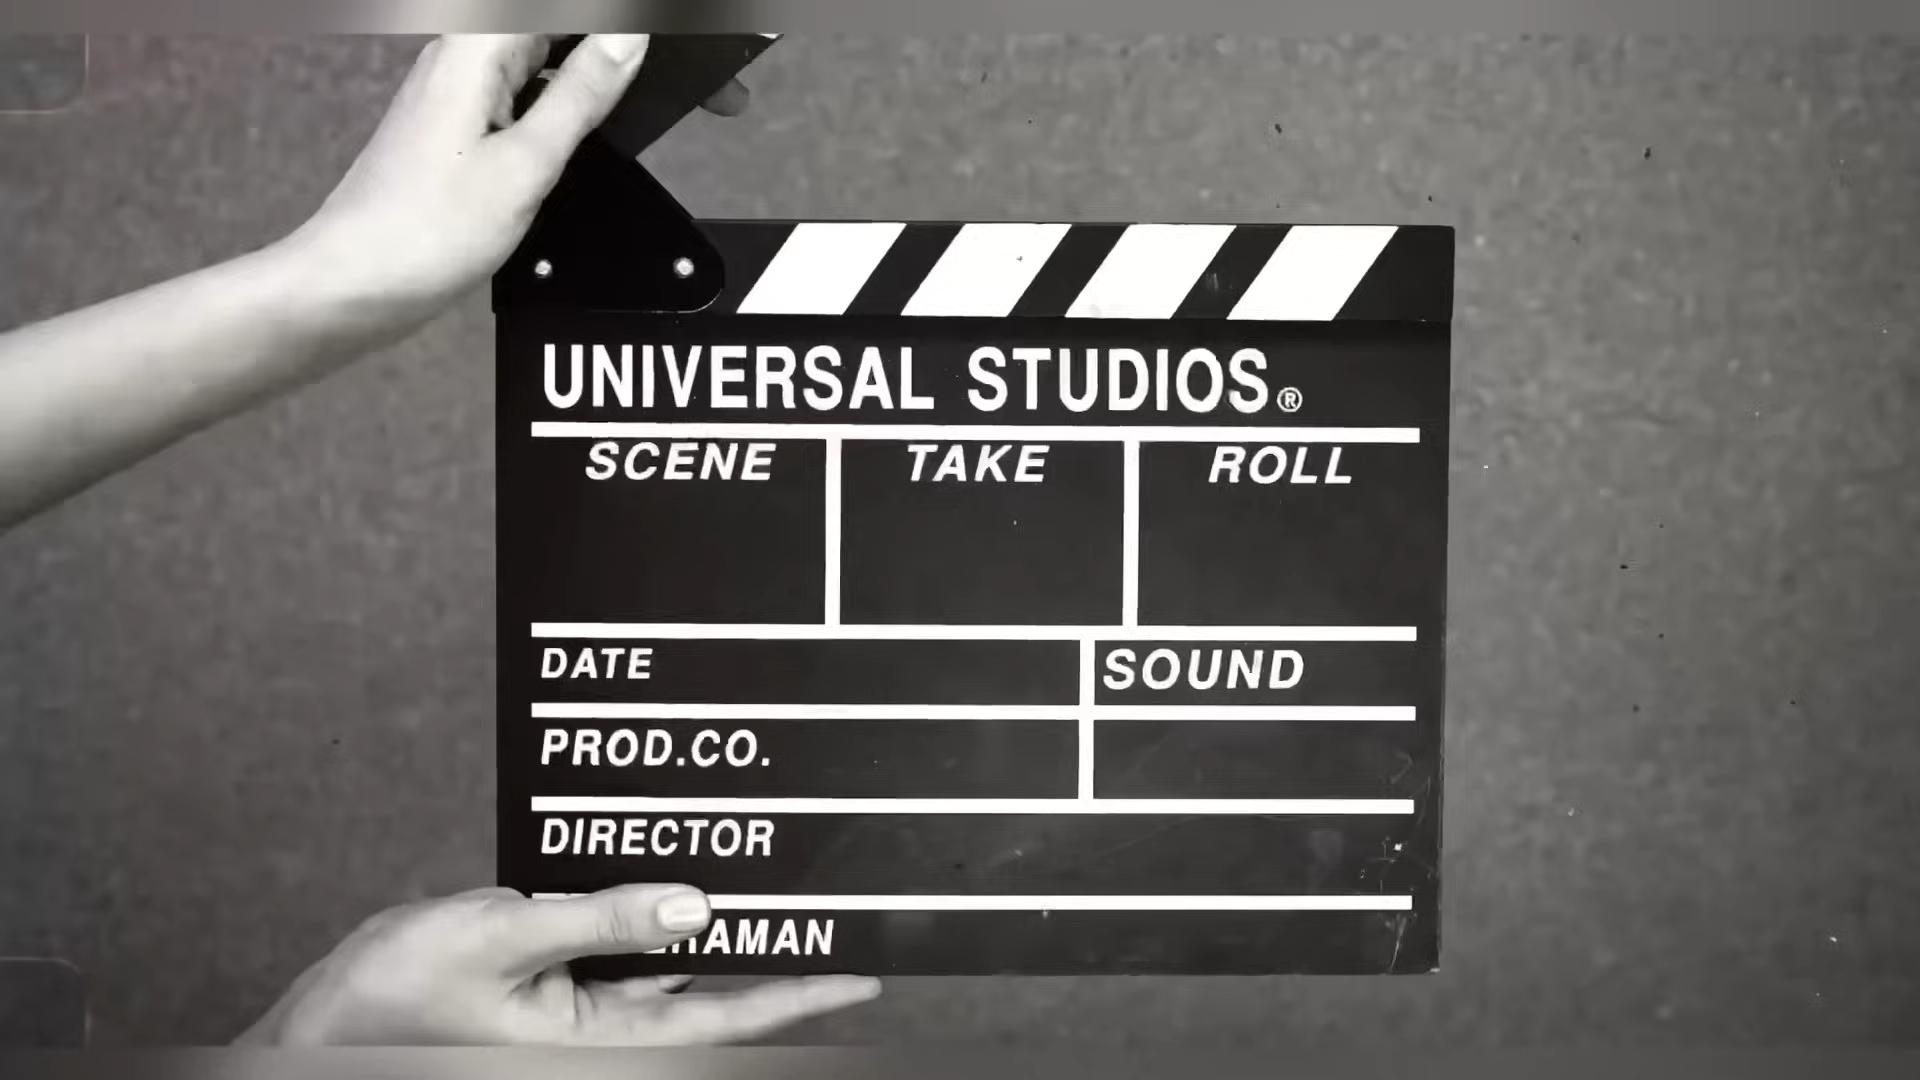 UNIVERSAL STUDIOS®
SCENE TAKE ROLL
DATE SOUND
PROD.CO.
DIRECTOR